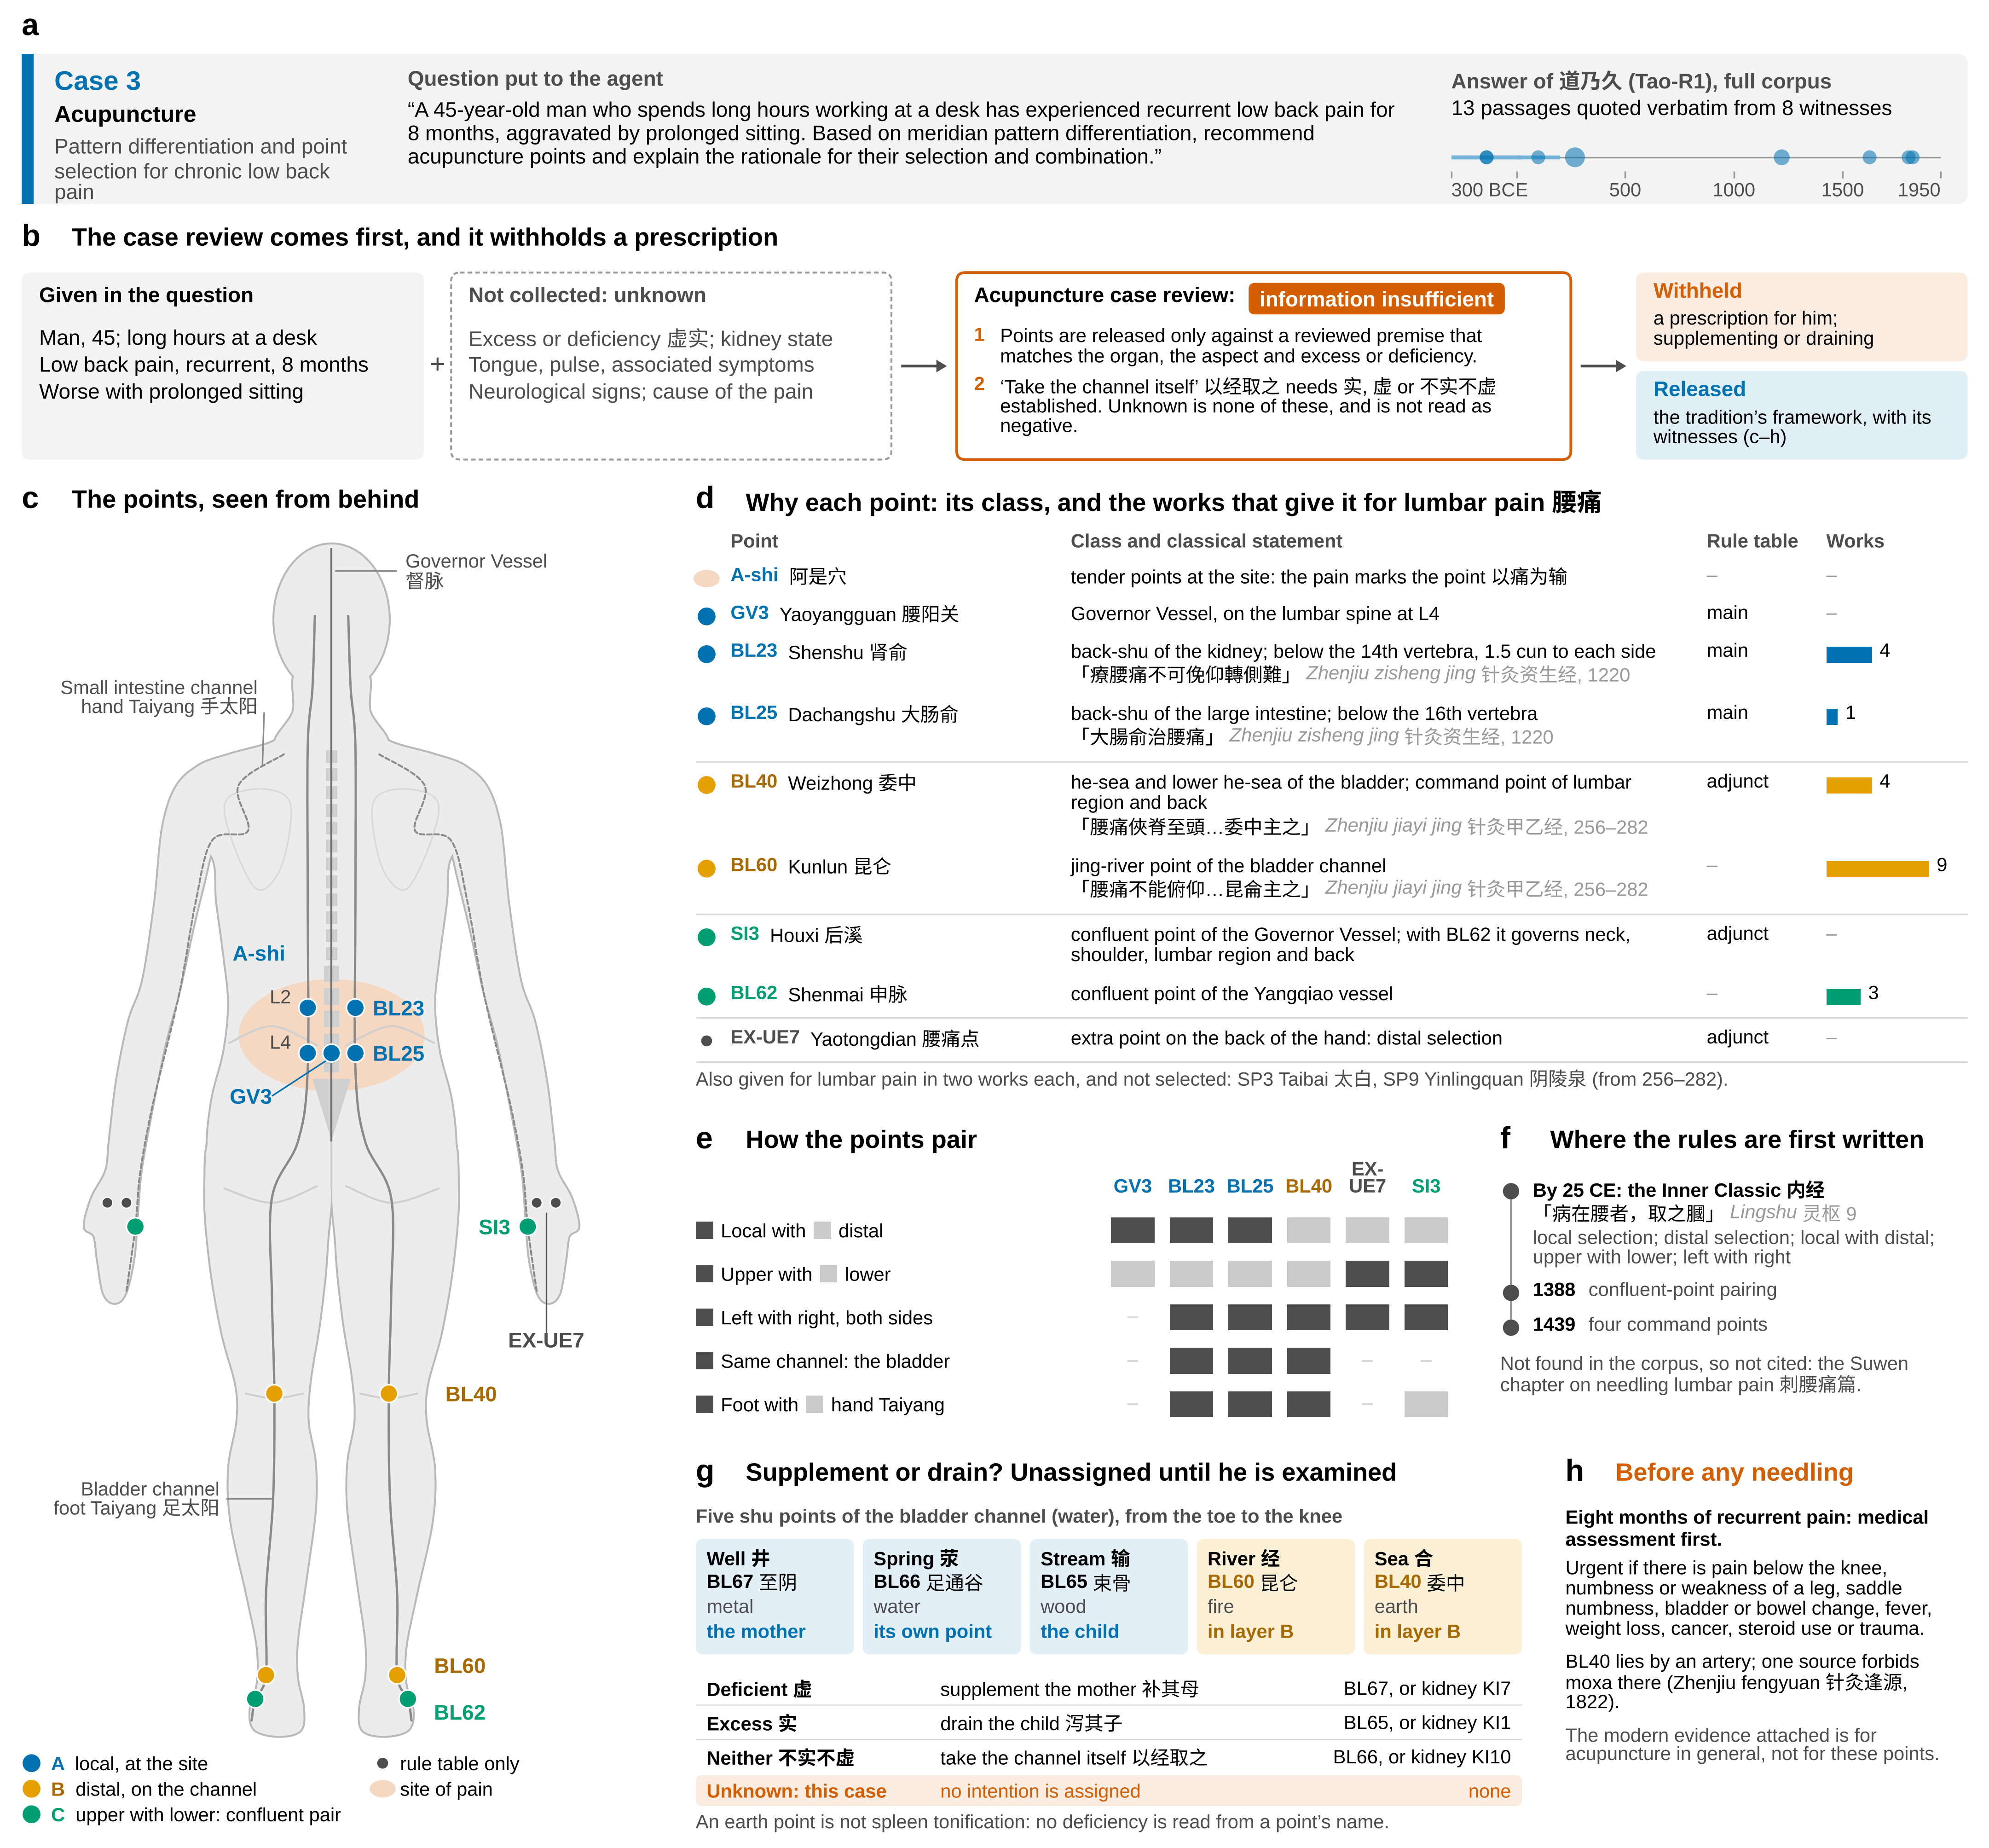 a
Case 3
Acupuncture
Pattern differentiation and point
selection for chronic low back
pain
Question put to the agent
“A 45-year-old man who spends long hours working at a desk has experienced recurrent low back pain for
8 months, aggravated by prolonged sitting. Based on meridian pattern differentiation, recommend
acupuncture points and explain the rationale for their selection and combination.”
Answer of 道乃久 (Tao-R1), full corpus
13 passages quoted verbatim from 8 witnesses
300 BCE 500 1000 1500 1950
b The case review comes first, and it withholds a prescription
Given in the question
Man, 45; long hours at a desk
Low back pain, recurrent, 8 months
Worse with prolonged sitting
+
Not collected: unknown
Excess or deficiency 虚实; kidney state
Tongue, pulse, associated symptoms
Neurological signs; cause of the pain
Acupuncture case review: information insufficient
1 Points are released only against a reviewed premise that
matches the organ, the aspect and excess or deficiency.
2 ‘Take the channel itself’ 以经取之 needs 实, 虚 or 不实不虚
established. Unknown is none of these, and is not read as
negative.
Withheld
a prescription for him;
supplementing or draining
Released
the tradition’s framework, with its
witnesses (c–h)
c The points, seen from behind
Governor Vessel
督脉
Small intestine channel
hand Taiyang 手太阳
A-shi
L2
BL23
L4
BL25
GV3
SI3
EX-UE7
BL40
Bladder channel
foot Taiyang 足太阳
BL60
BL62
A local, at the site
B distal, on the channel
C upper with lower: confluent pair
rule table only
site of pain
d Why each point: its class, and the works that give it for lumbar pain 腰痛
Point Class and classical statement Rule table Works
A-shi 阿是穴 tender points at the site: the pain marks the point 以痛为输 – –
GV3 Yaoyangguan 腰阳关 Governor Vessel, on the lumbar spine at L4 main –
BL23 Shenshu 肾俞 back-shu of the kidney; below the 14th vertebra, 1.5 cun to each side main 4
「療腰痛不可俛仰轉側難」 Zhenjiu zisheng jing 针灸资生经, 1220
BL25 Dachangshu 大肠俞 back-shu of the large intestine; below the 16th vertebra main 1
「大腸俞治腰痛」 Zhenjiu zisheng jing 针灸资生经, 1220
BL40 Weizhong 委中 he-sea and lower he-sea of the bladder; command point of lumbar adjunct 4
region and back
「腰痛俠脊至頭…委中主之」 Zhenjiu jiayi jing 针灸甲乙经, 256–282
BL60 Kunlun 昆仑 jing-river point of the bladder channel – 9
「腰痛不能俯仰…昆侖主之」 Zhenjiu jiayi jing 针灸甲乙经, 256–282
SI3 Houxi 后溪 confluent point of the Governor Vessel; with BL62 it governs neck, adjunct –
shoulder, lumbar region and back
BL62 Shenmai 申脉 confluent point of the Yangqiao vessel – 3
EX-UE7 Yaotongdian 腰痛点 extra point on the back of the hand: distal selection adjunct –
Also given for lumbar pain in two works each, and not selected: SP3 Taibai 太白, SP9 Yinlingquan 阴陵泉 (from 256–282).
e How the points pair
GV3 BL23 BL25 BL40 EX-
UE7 SI3
Local with distal
Upper with lower
Left with right, both sides –
Same channel: the bladder – – –
Foot with hand Taiyang – –
f Where the rules are first written
By 25 CE: the Inner Classic 内经
「病在腰者，取之膕」 Lingshu 灵枢 9
local selection; distal selection; local with distal;
upper with lower; left with right
1388 confluent-point pairing
1439 four command points
Not found in the corpus, so not cited: the Suwen
chapter on needling lumbar pain 刺腰痛篇.
g Supplement or drain? Unassigned until he is examined
Five shu points of the bladder channel (water), from the toe to the knee
Well 井
BL67 至阴
metal
the mother
Spring 荥
BL66 足通谷
water
its own point
Stream 输
BL65 束骨
wood
the child
River 经
BL60 昆仑
fire
in layer B
Sea 合
BL40 委中
earth
in layer B
Deficient 虚 supplement the mother 补其母 BL67, or kidney KI7
Excess 实 drain the child 泻其子 BL65, or kidney KI1
Neither 不实不虚 take the channel itself 以经取之 BL66, or kidney KI10
Unknown: this case no intention is assigned none
An earth point is not spleen tonification: no deficiency is read from a point’s name.
h Before any needling
Eight months of recurrent pain: medical
assessment first.
Urgent if there is pain below the knee,
numbness or weakness of a leg, saddle
numbness, bladder or bowel change, fever,
weight loss, cancer, steroid use or trauma.
BL40 lies by an artery; one source forbids
moxa there (Zhenjiu fengyuan 针灸逢源,
1822).
The modern evidence attached is for
acupuncture in general, not for these points.